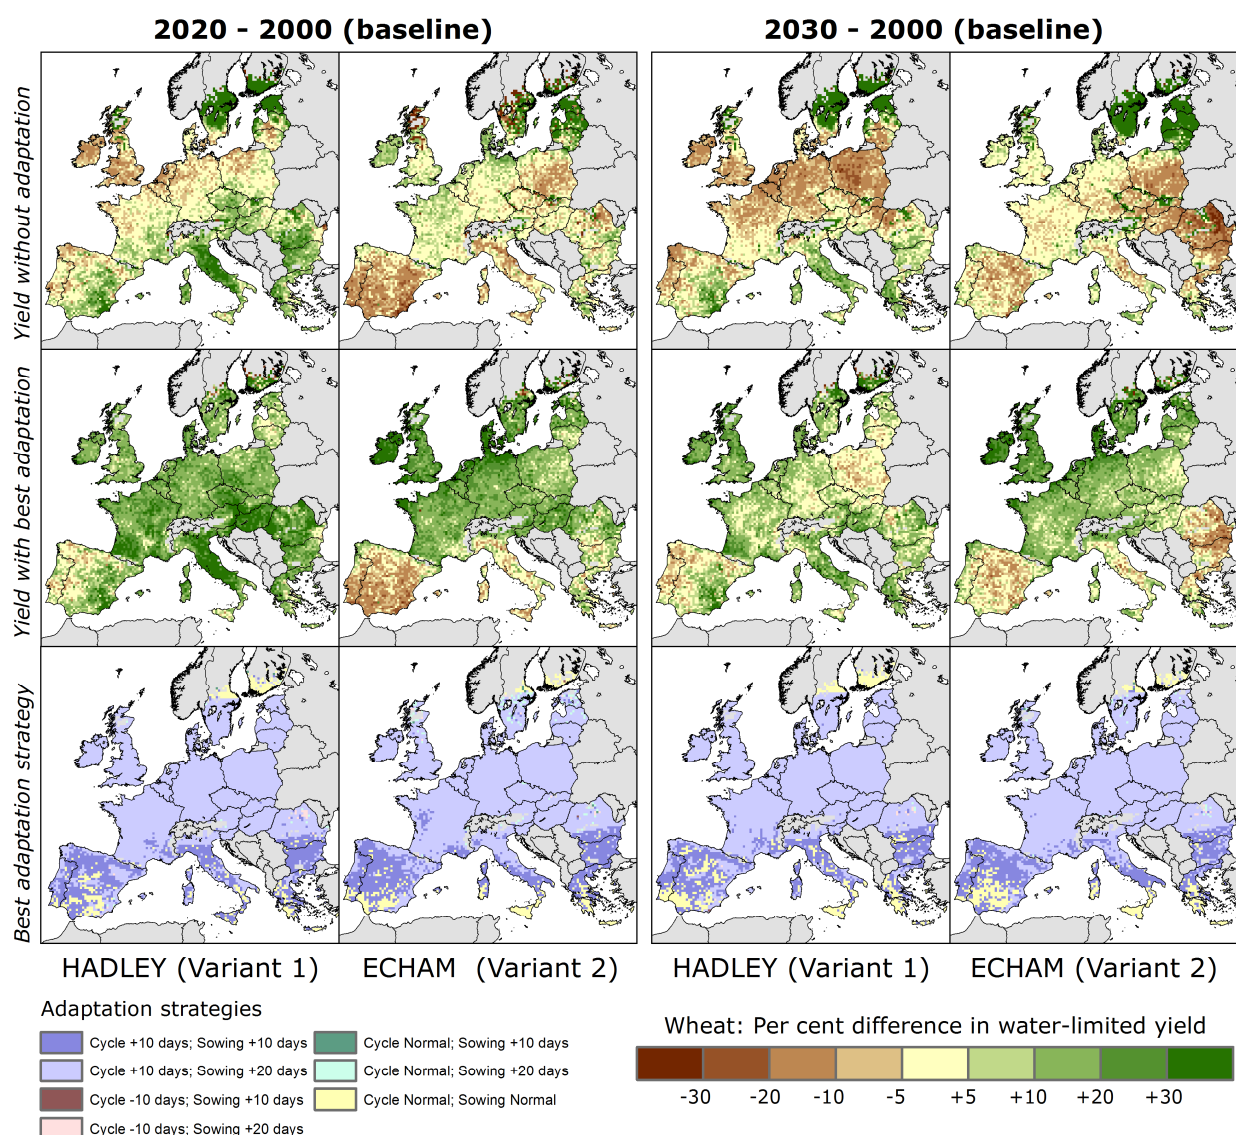 2020 - 2000 (baseline)
2030 - 2000 (baseline)
Yield without adaptation
Yield with best adaptation
Best adaptation strategy
HADLEY (Variant 1)
ECHAM (Variant 2)
HADLEY (Variant 1)
ECHAM (Variant 2)
Adaptation strategies
Cycle +10 days; Sowing +10 days
Cycle +10 days; Sowing +20 days
Cycle -10 days; Sowing +10 days
Cycle -10 days; Sowing +20 days
Cycle Normal; Sowing +10 days
Cycle Normal; Sowing +20 days
Cycle Normal; Sowing Normal
Wheat: Per cent difference in water-limited yield
-30 -20 -10 -5 +5 +10 +20 +30